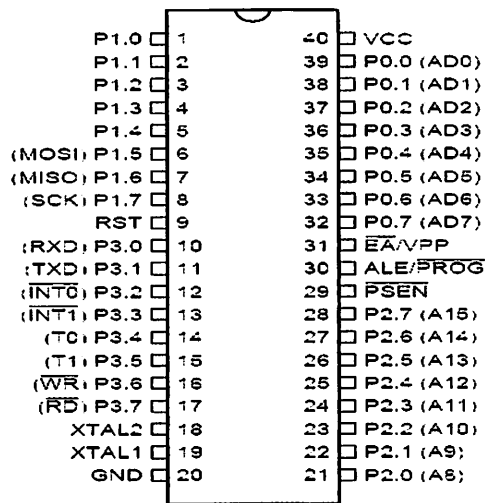 P1.0 1 40 VCC
P1.1 2 39 P0.0 (AD0)
P1.2 3 38 P0.1 (AD1)
P1.3 4 37 P0.2 (AD2)
P1.4 5 36 P0.3 (AD3)
(MOSI) P1.5 6 35 P0.4 (AD4)
(MISO) P1.6 7 34 P0.5 (AD5)
(SCK) P1.7 8 33 P0.6 (AD6)
RST 9 32 P0.7 (AD7)
(RXD) P3.0 10 31 EA/VPP
(TXD) P3.1 11 30 ALE/PROG
(INT0) P3.2 12 29 PSEN
(INT1) P3.3 13 28 P2.7 (A15)
(T0) P3.4 14 27 P2.6 (A14)
(T1) P3.5 15 26 P2.5 (A13)
(WR) P3.6 16 25 P2.4 (A12)
(RD) P3.7 17 24 P2.3 (A11)
XTAL2 18 23 P2.2 (A10)
XTAL1 19 22 P2.1 (A9)
GND 20 21 P2.0 (A8)